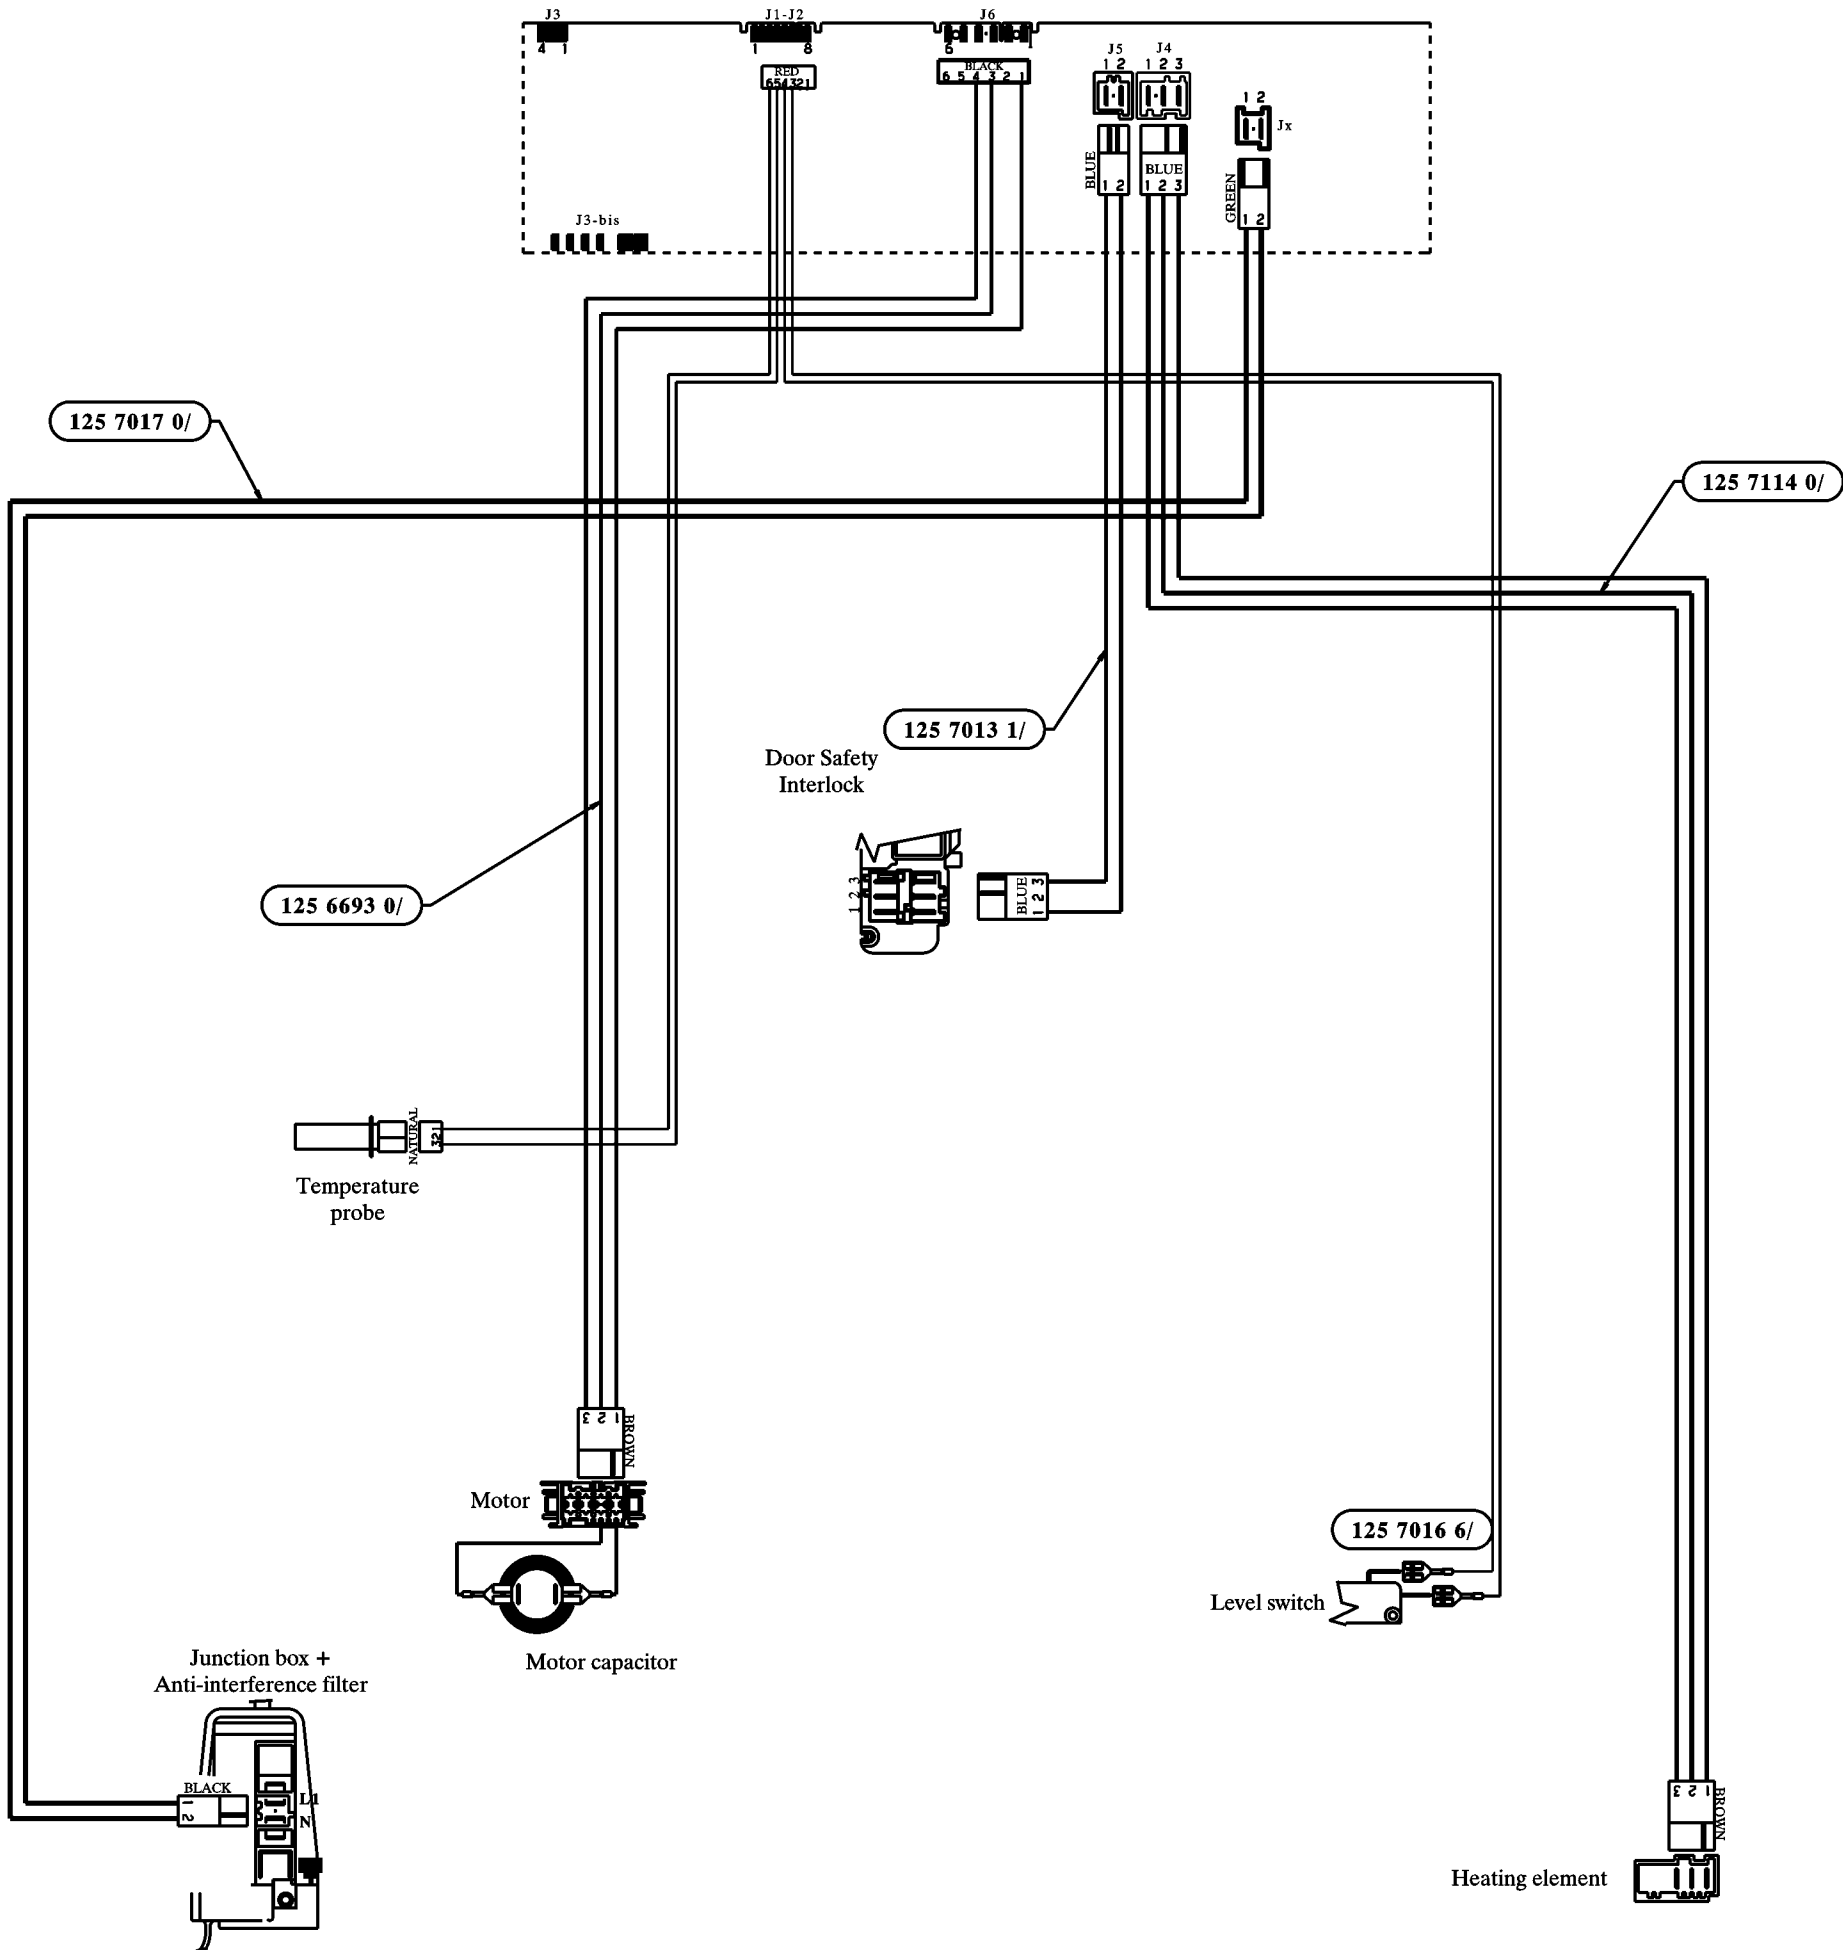 J3
J1-J2
J6
4 1
1 8
6 1
J5 J4
1 2 1 2 3
RED
654321
BLACK
6 5 4 3 2 1
1 2
Jx
BLUE
1 2
BLUE
1 2 3
GREEN
1 2
J3-bis
125 7017 0/
125 7114 0/
125 7013 1/
Door Safety
Interlock
1 2 3
BLUE
1 2 3
125 6693 0/
NATURAL
321
Temperature
probe
3 2 1
BROWN
Motor
125 7016 6/
Level switch
Motor capacitor
Junction box +
Anti-interference filter
BLACK
1
2
L1
N
3 2 1
BROWN
Heating element